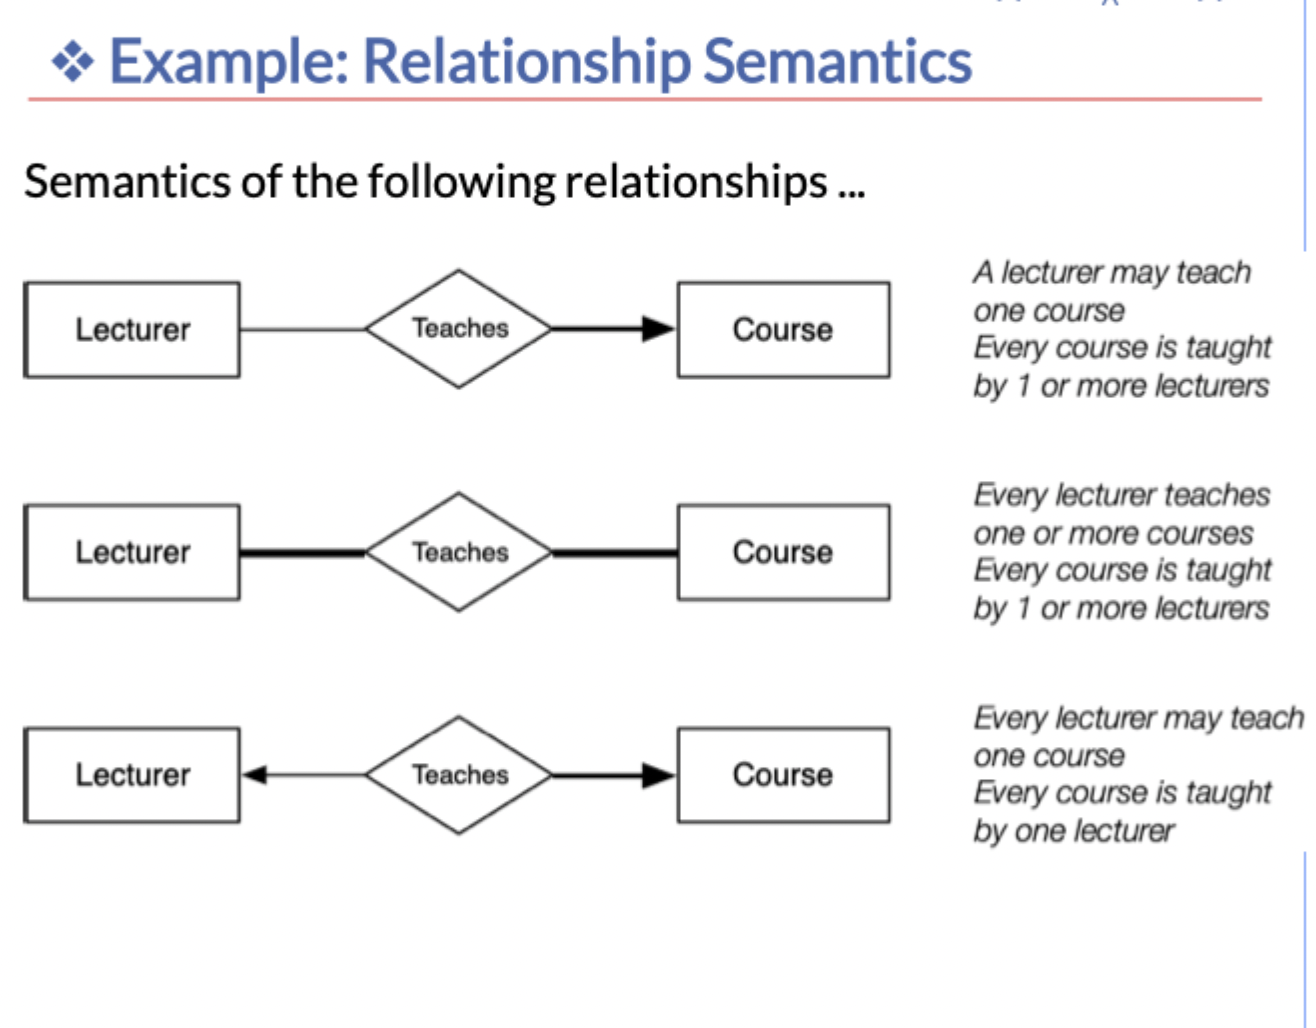 ❖ Example: Relationship Semantics
Semantics of the following relationships ...
Lecturer
Teaches
Course
A lecturer may teach
one course
Every course is taught
by 1 or more lecturers
Lecturer
Teaches
Course
Every lecturer teaches
one or more courses
Every course is taught
by 1 or more lecturers
Lecturer
Teaches
Course
Every lecturer may teach
one course
Every course is taught
by one lecturer